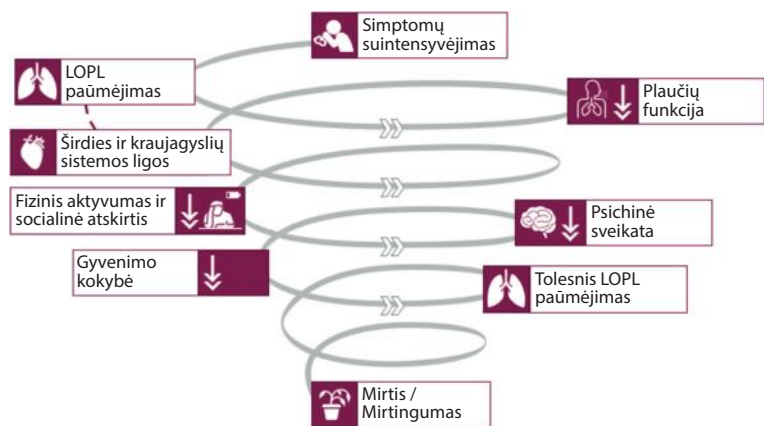 Simptomų
suintensyvėjimas
LOPL
paūmėjimas
Plaučių
funkcija
Širdies ir kraujagyslių
sistemos ligos
Fizinis aktyvumas ir
socialinė atskirtis
Psichinė
sveikata
Gyvenimo
kokybė
Tolesnis LOPL
paūmėjimas
Mirtis /
Mirtingumas